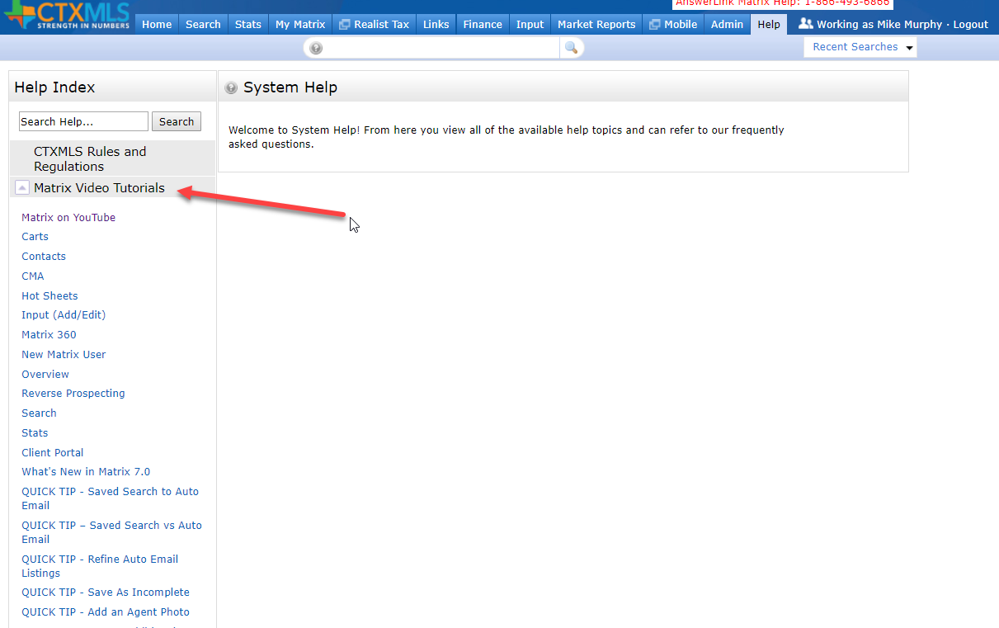 AnswerLink Matrix Help: 1-866-493-6866
CTXMLS
STRENGTH IN NUMBERS
Home Search Stats My Matrix Realist Tax Links Finance Input Market Reports Mobile Admin Help Working as Mike Murphy · Logout
Recent Searches
Help Index
Search Help... Search
CTXMLS Rules and
Regulations
Matrix Video Tutorials
Matrix on YouTube
Carts
Contacts
CMA
Hot Sheets
Input (Add/Edit)
Matrix 360
New Matrix User
Overview
Reverse Prospecting
Search
Stats
Client Portal
What's New in Matrix 7.0
QUICK TIP - Saved Search to Auto
Email
QUICK TIP – Saved Search vs Auto
Email
QUICK TIP - Refine Auto Email
Listings
QUICK TIP - Save As Incomplete
QUICK TIP - Add an Agent Photo
System Help
Welcome to System Help! From here you view all of the available help topics and can refer to our frequently
asked questions.